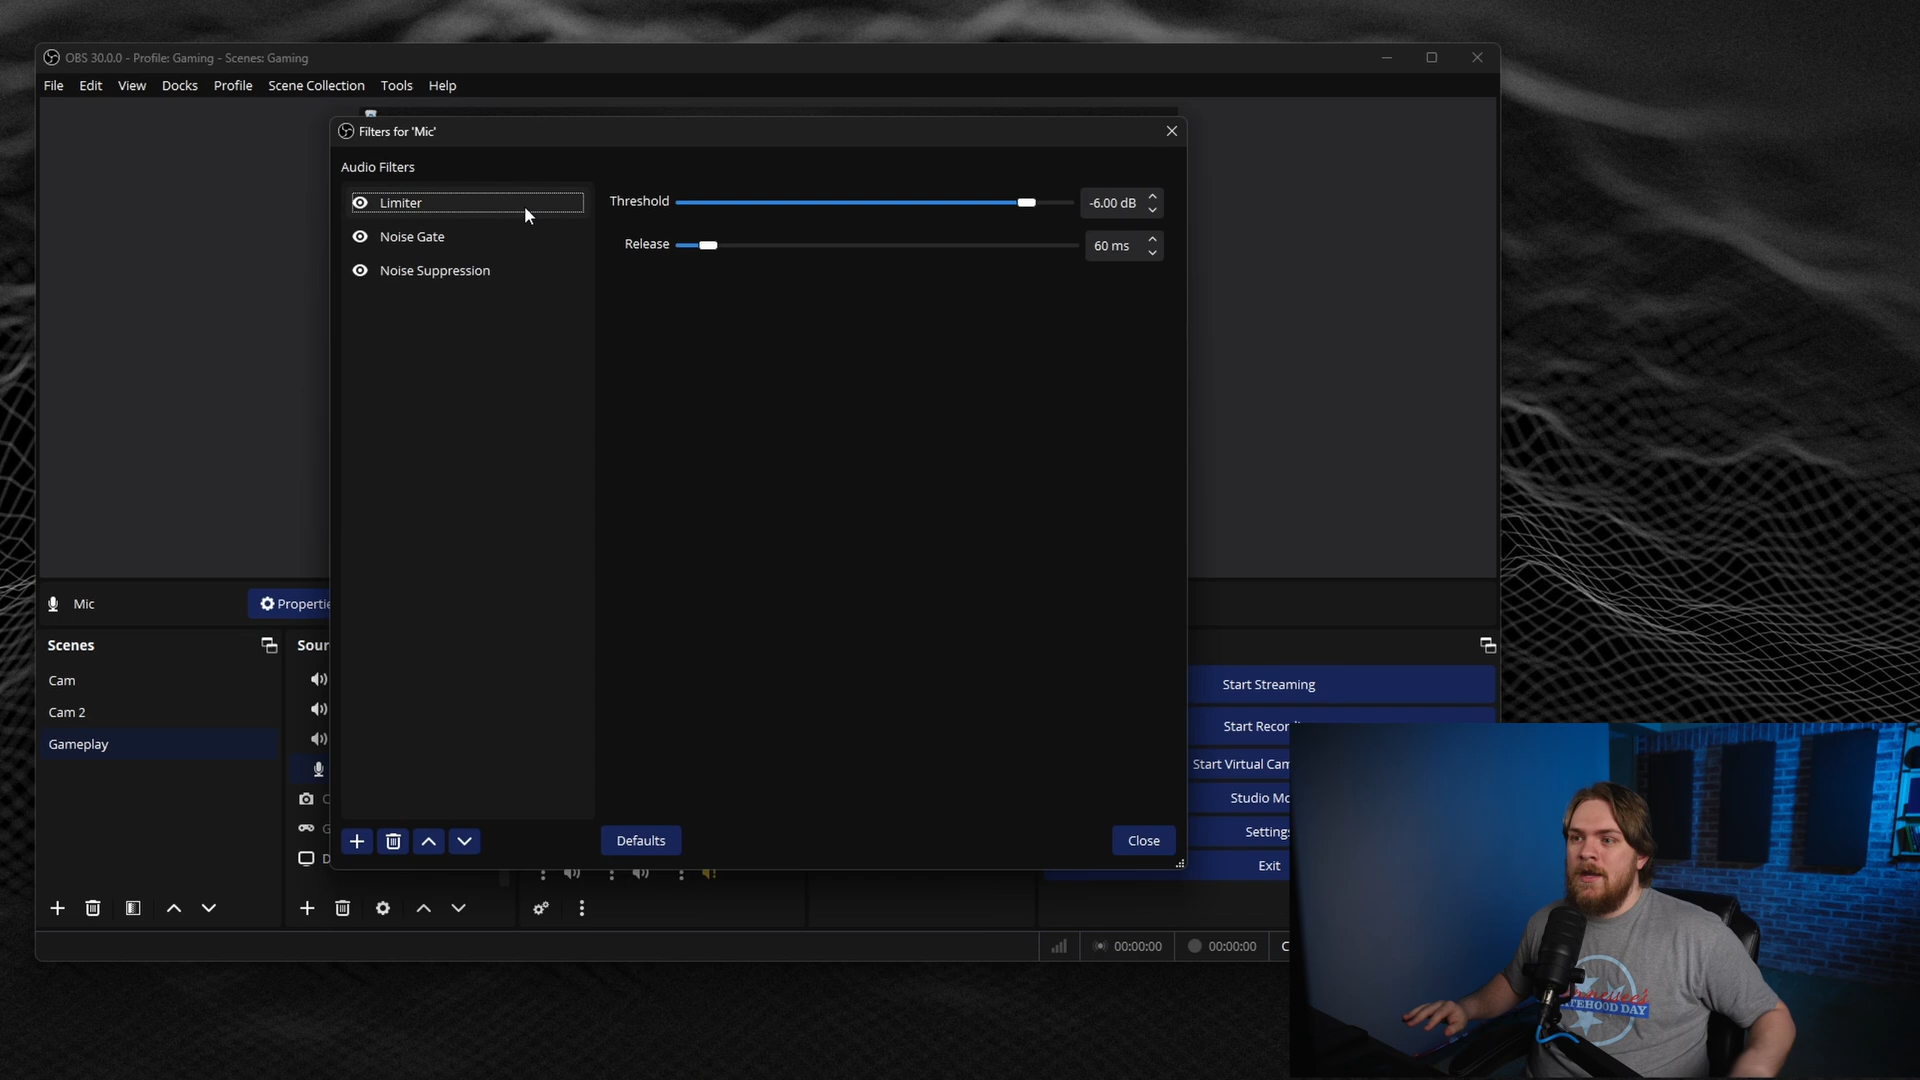 OBS 30.0.0 - Profile: Gaming - Scenes: Gaming
File Edit View Docks Profile Scene Collection Tools Help
Filters for 'Mic'
Audio Filters
Limiter
Noise Gate
Noise Suppression
Threshold -6.00 dB
Release 60 ms
Defaults
Close
Mic
Properti
Scenes
Cam
Cam 2
Gameplay
Sour
Start Streaming
Start Recor
Start Virtual Cam
Studio Mo
Settings
Exit
00:00:00
00:00:00
TEHOOD DAY